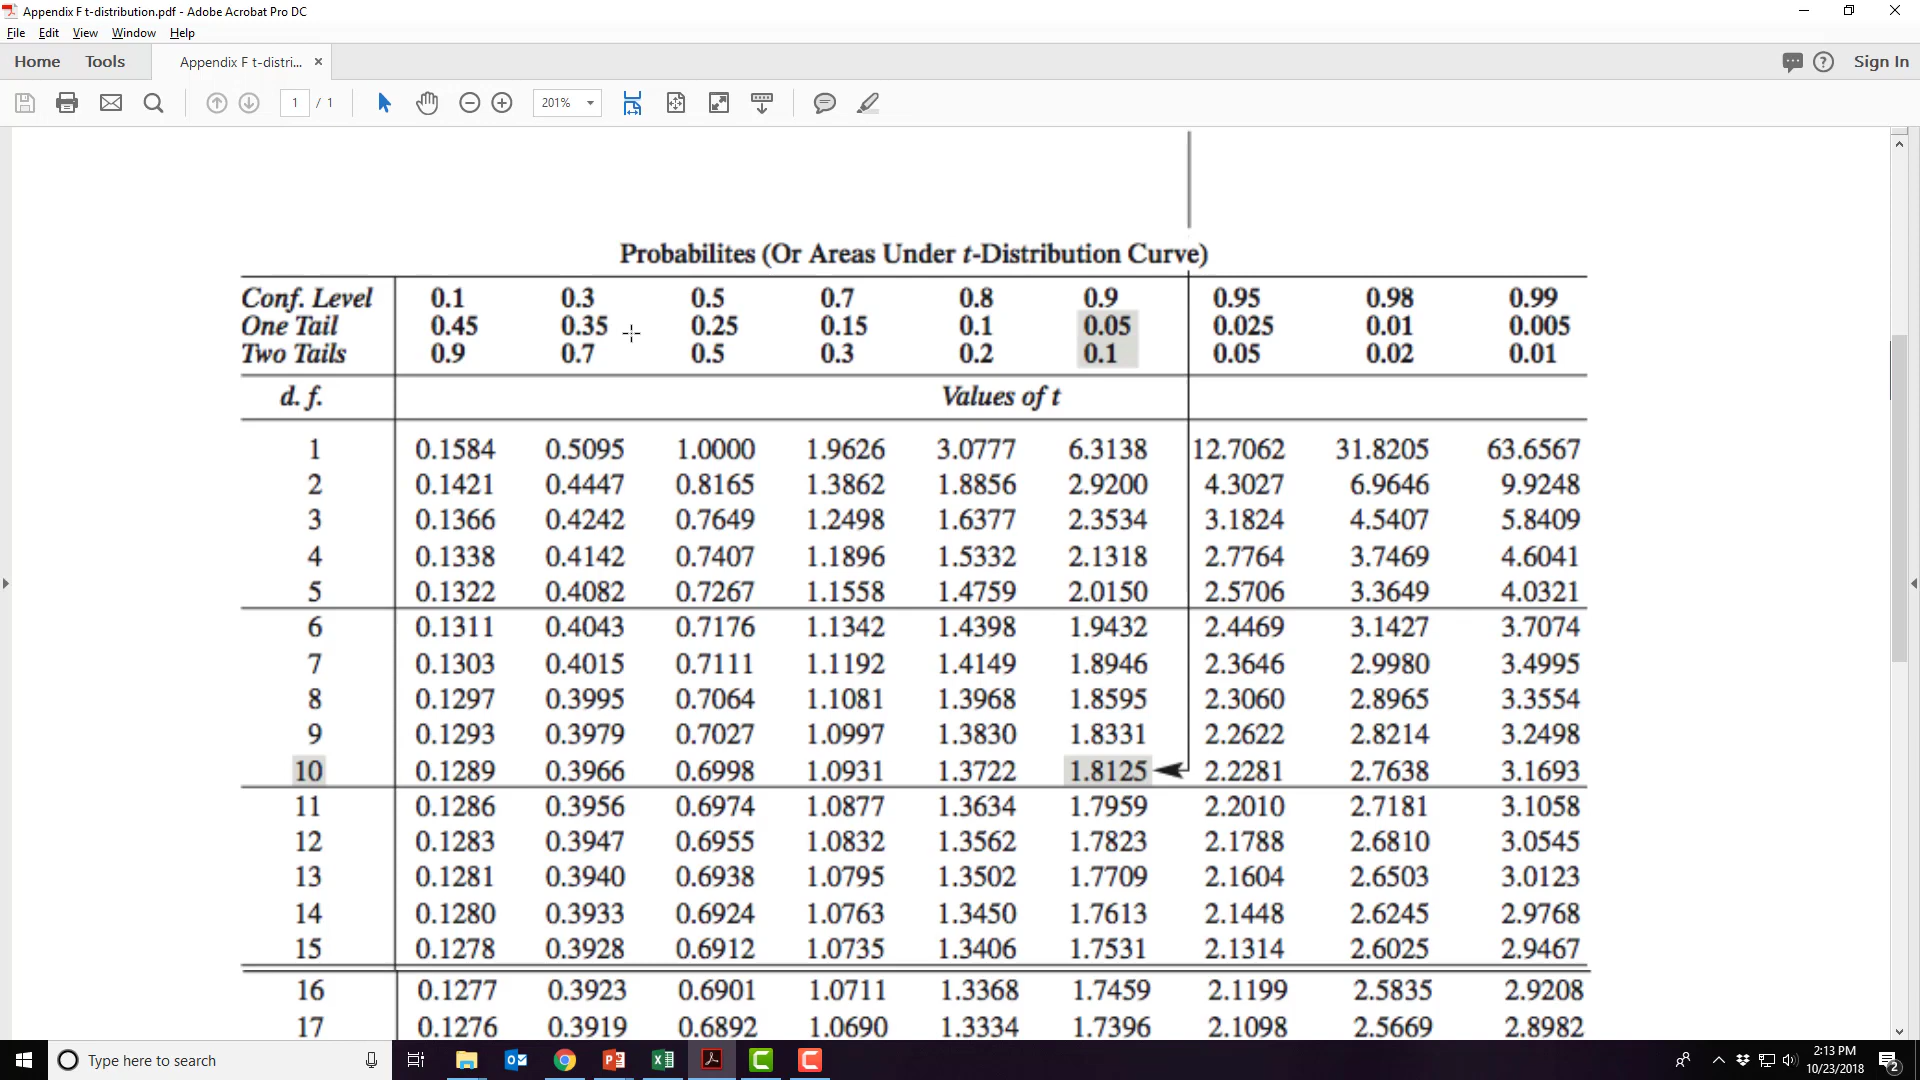 Appendix F t-distribution.pdf - Adobe Acrobat Pro DC
File Edit View Window Help
Home Tools Appendix F t-distri... × Sign In
1 / 1 201%
Probabilites (Or Areas Under t-Distribution Curve)
Conf. Level 0.1 0.3 0.5 0.7 0.8 0.9 0.95 0.98 0.99
One Tail 0.45 0.35 0.25 0.15 0.1 0.05 0.025 0.01 0.005
Two Tails 0.9 0.7 0.5 0.3 0.2 0.1 0.05 0.02 0.01
d. f. Values of t
1 0.1584 0.5095 1.0000 1.9626 3.0777 6.3138 12.7062 31.8205 63.6567
2 0.1421 0.4447 0.8165 1.3862 1.8856 2.9200 4.3027 6.9646 9.9248
3 0.1366 0.4242 0.7649 1.2498 1.6377 2.3534 3.1824 4.5407 5.8409
4 0.1338 0.4142 0.7407 1.1896 1.5332 2.1318 2.7764 3.7469 4.6041
5 0.1322 0.4082 0.7267 1.1558 1.4759 2.0150 2.5706 3.3649 4.0321
6 0.1311 0.4043 0.7176 1.1342 1.4398 1.9432 2.4469 3.1427 3.7074
7 0.1303 0.4015 0.7111 1.1192 1.4149 1.8946 2.3646 2.9980 3.4995
8 0.1297 0.3995 0.7064 1.1081 1.3968 1.8595 2.3060 2.8965 3.3554
9 0.1293 0.3979 0.7027 1.0997 1.3830 1.8331 2.2622 2.8214 3.2498
10 0.1289 0.3966 0.6998 1.0931 1.3722 1.8125 2.2281 2.7638 3.1693
11 0.1286 0.3956 0.6974 1.0877 1.3634 1.7959 2.2010 2.7181 3.1058
12 0.1283 0.3947 0.6955 1.0832 1.3562 1.7823 2.1788 2.6810 3.0545
13 0.1281 0.3940 0.6938 1.0795 1.3502 1.7709 2.1604 2.6503 3.0123
14 0.1280 0.3933 0.6924 1.0763 1.3450 1.7613 2.1448 2.6245 2.9768
15 0.1278 0.3928 0.6912 1.0735 1.3406 1.7531 2.1314 2.6025 2.9467
16 0.1277 0.3923 0.6901 1.0711 1.3368 1.7459 2.1199 2.5835 2.9208
17 0.1276 0.3919 0.6892 1.0690 1.3334 1.7396 2.1098 2.5669 2.8982
Type here to search
2:13 PM
10/23/2018
2